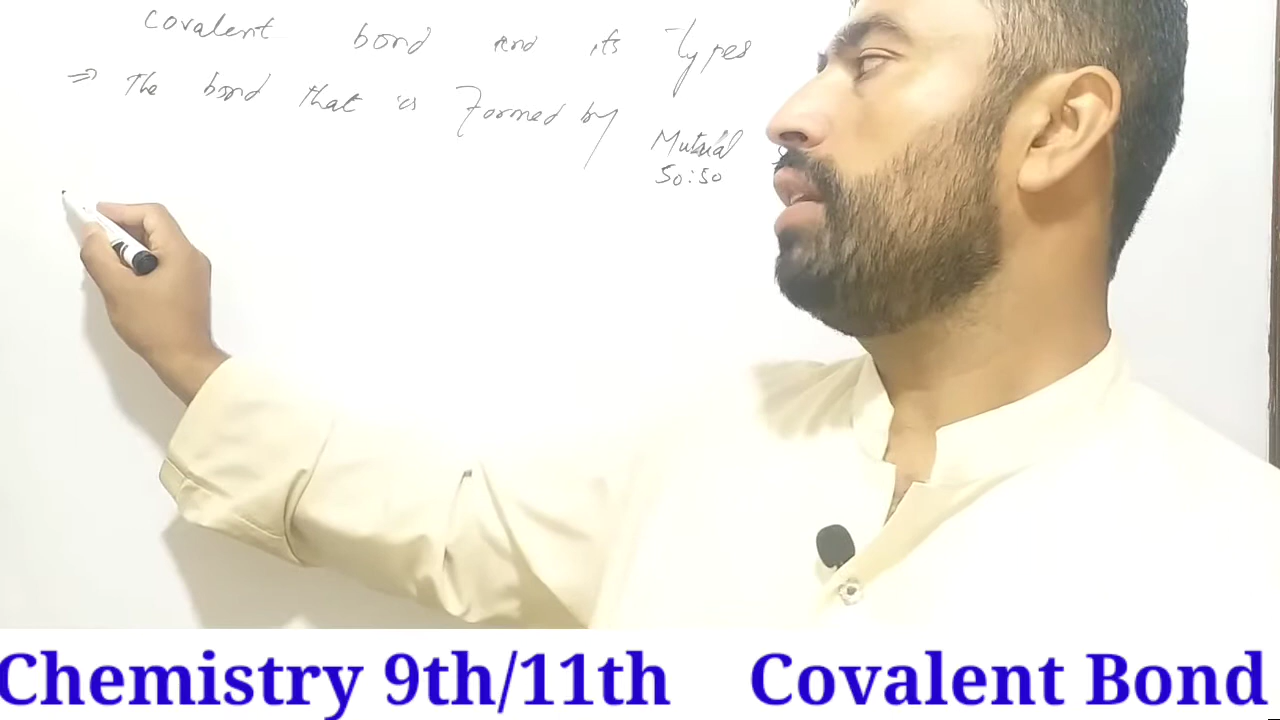 Covalent bond and its Types
⇒ The bond that is Formed by Mutual
50:50
Chemistry 9th/11th Covalent Bond